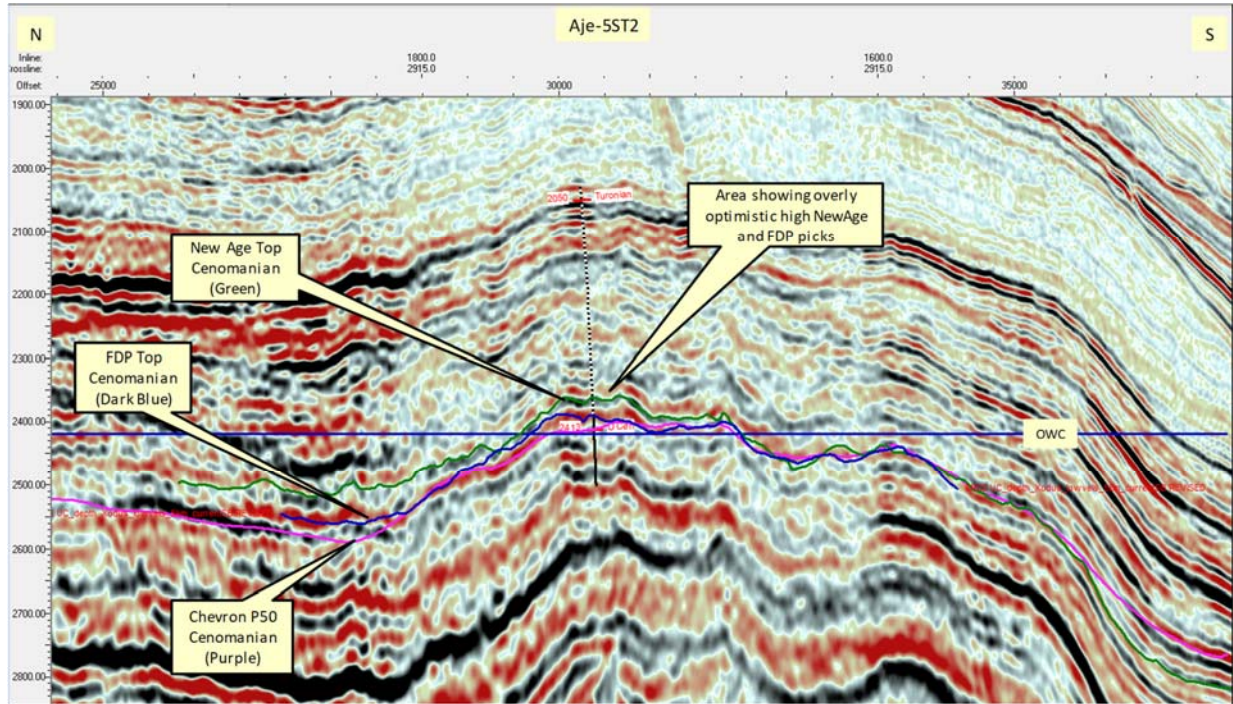 Aje-5ST2
N
S
Inline:
1800.0
1600.0
Crossline:
2915.0
2915.0
Offset:
25000
30000
35000
1900.00
2000.00
2050
Turonian
Area showing overly
optimistic high NewAge
and FDP picks
2100.00
New Age Top
Cenomanian
(Green)
2200.00
2300.00
FDP Top
Cenomanian
(Dark Blue)
2400.00
OWC
2500.00
2600.00
Chevron P50
Cenomanian
(Purple)
2700.00
2800.00